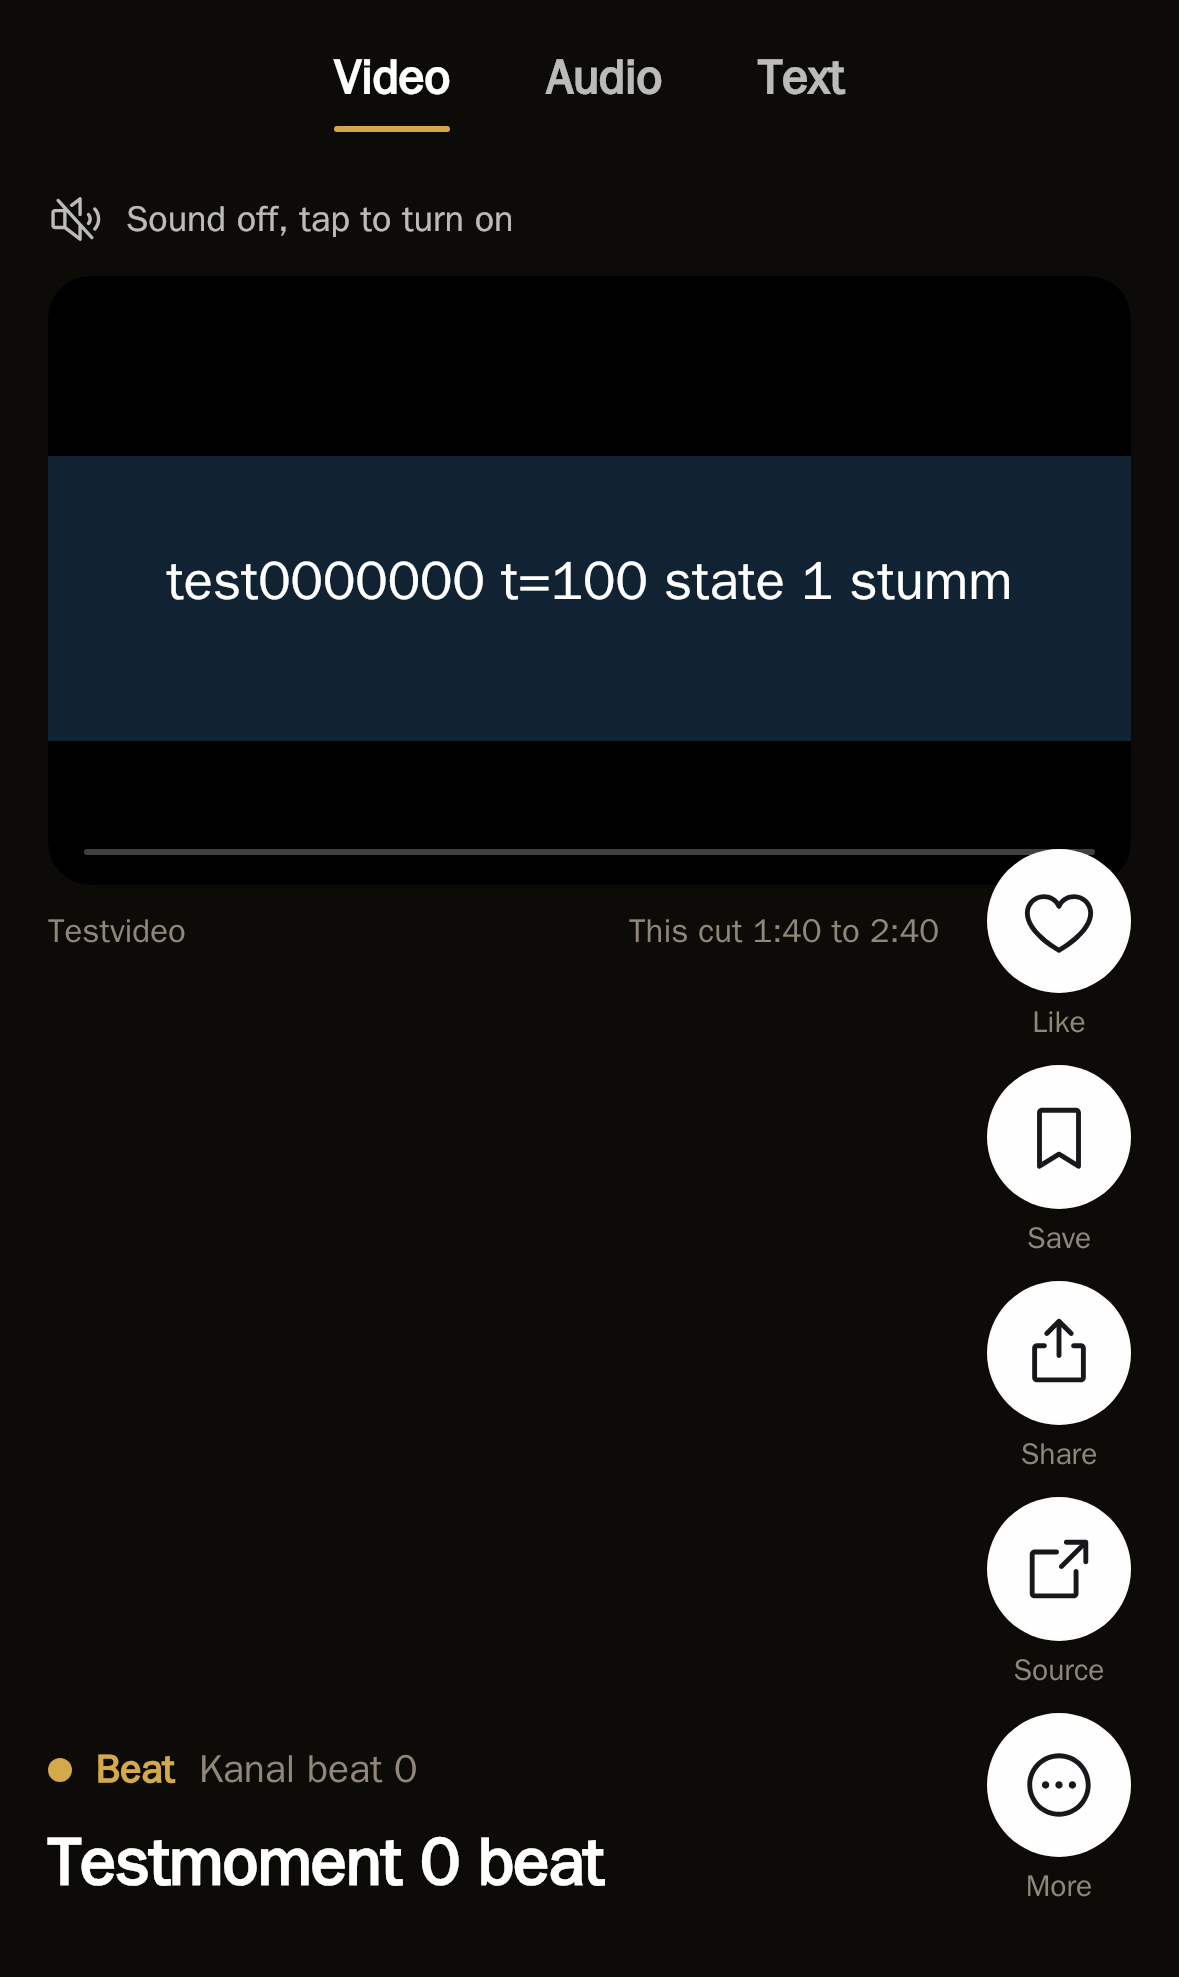 Video Audio Text
Sound off, tap to turn on
test0000000 t=100 state 1 stumm
Testvideo
This cut 1:40 to 2:40
Like
Save
Share
Source
More
Beat Kanal beat 0
Testmoment 0 beat